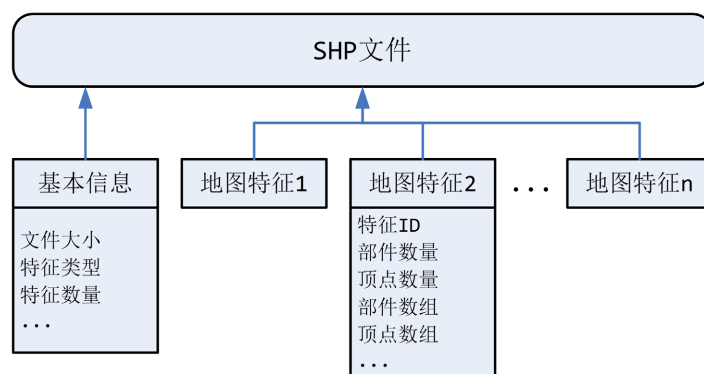 SHP文件
基本信息
地图特征1
地图特征2
...
地图特征n
文件大小
特征类型
特征数量
...
特征ID
部件数量
顶点数量
部件数组
顶点数组
...